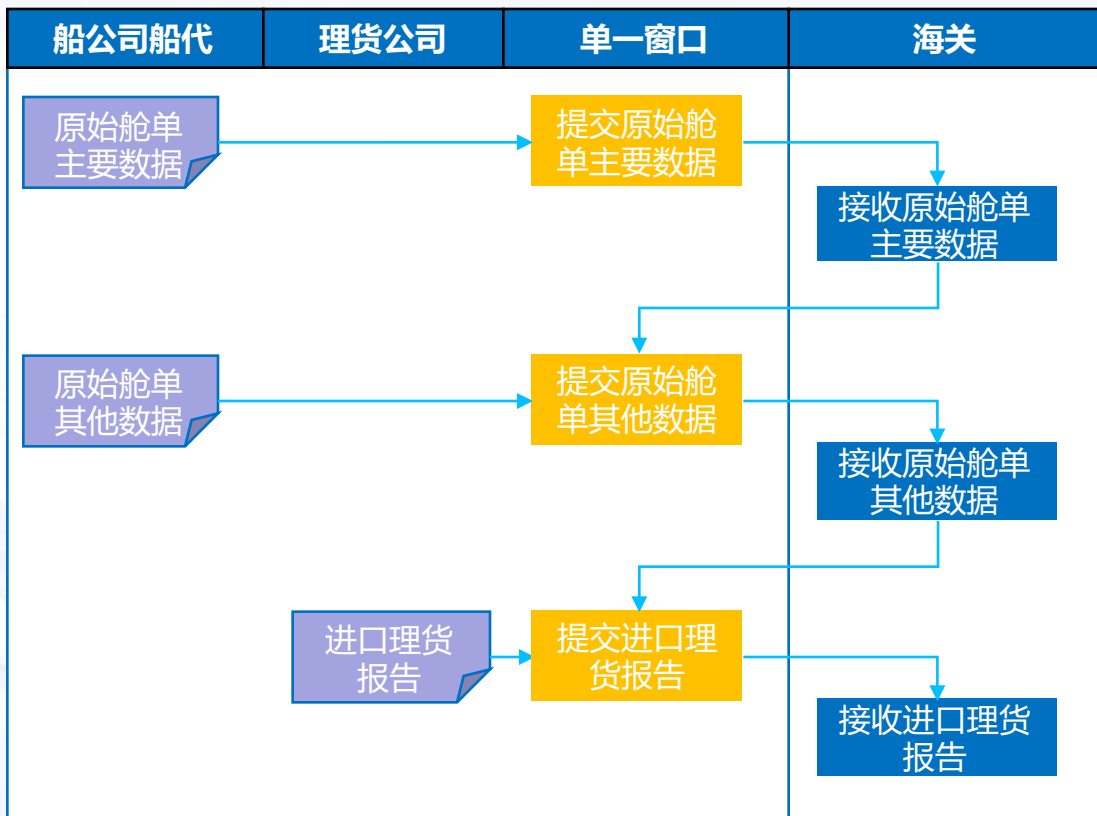 船公司船代
理货公司
单一窗口
海关
原始舱单
主要数据
提交原始舱
单主要数据
接收原始舱单
主要数据
原始舱单
其他数据
提交原始舱
单其他数据
接收原始舱单
其他数据
进口理货
报告
提交进口理
货报告
接收进口理货
报告